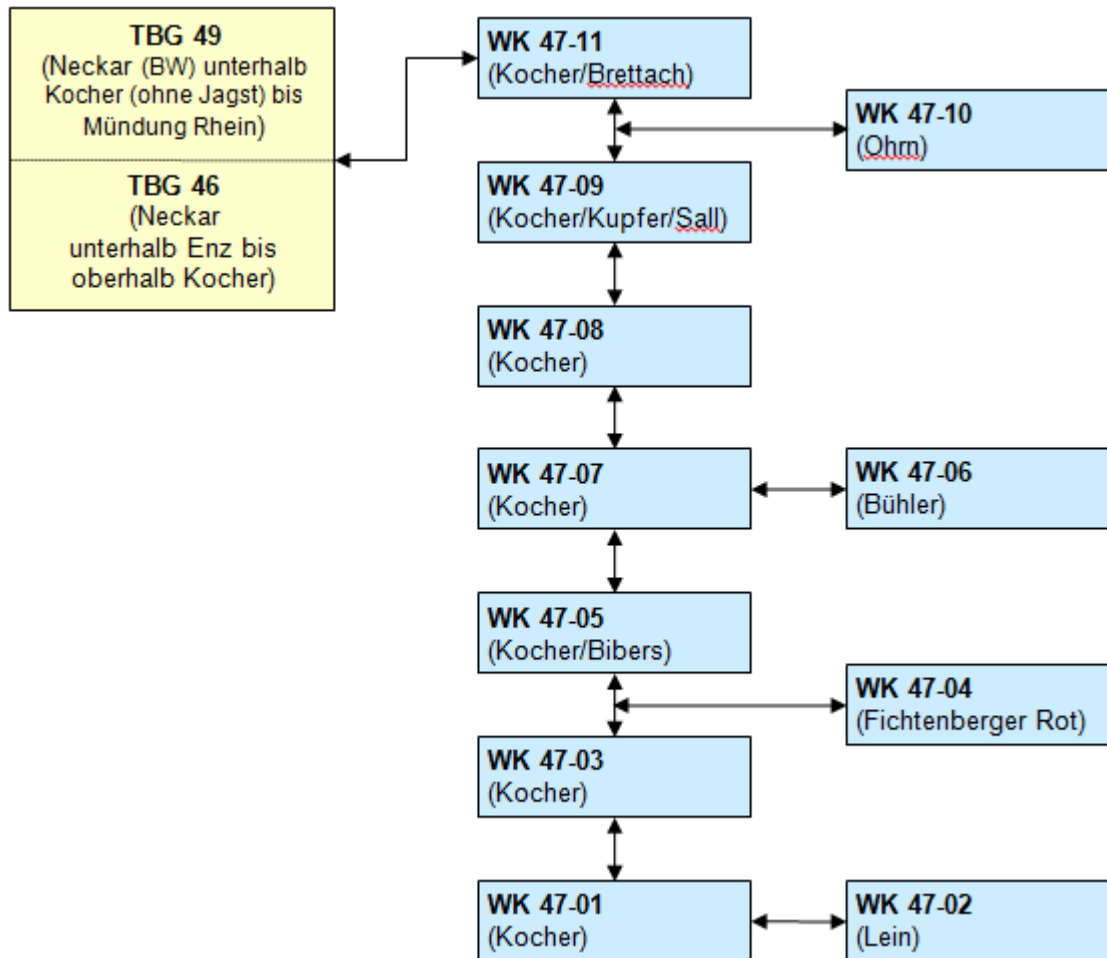 TBG 49
(Neckar (BW) unterhalb
Kocher (ohne Jagst) bis
Mündung Rhein)
TBG 46
(Neckar
unterhalb Enz bis
oberhalb Kocher)
WK 47-11
(Kocher/Brettach)
WK 47-10
(Ohrn)
WK 47-09
(Kocher/Kupfer/Sall)
WK 47-08
(Kocher)
WK 47-07
(Kocher)
WK 47-06
(Bühler)
WK 47-05
(Kocher/Bibers)
WK 47-04
(Fichtenberger Rot)
WK 47-03
(Kocher)
WK 47-01
(Kocher)
WK 47-02
(Lein)